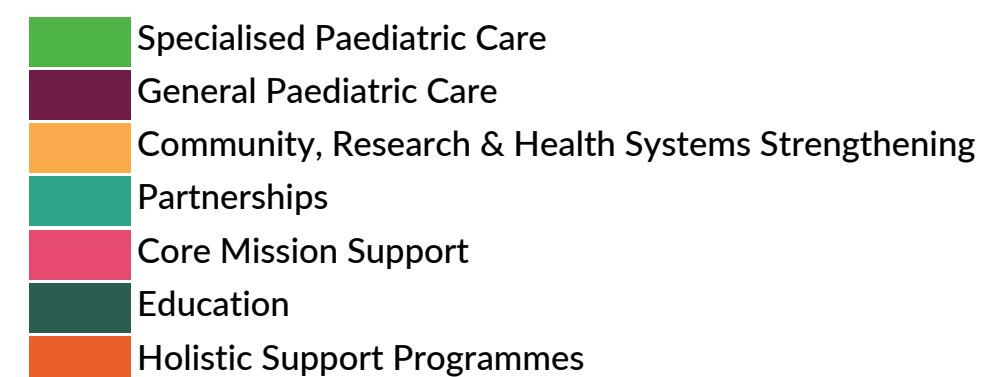 Specialised Paediatric Care
General Paediatric Care
Community, Research & Health Systems Strengthening
Partnerships
Core Mission Support
Education
Holistic Support Programmes